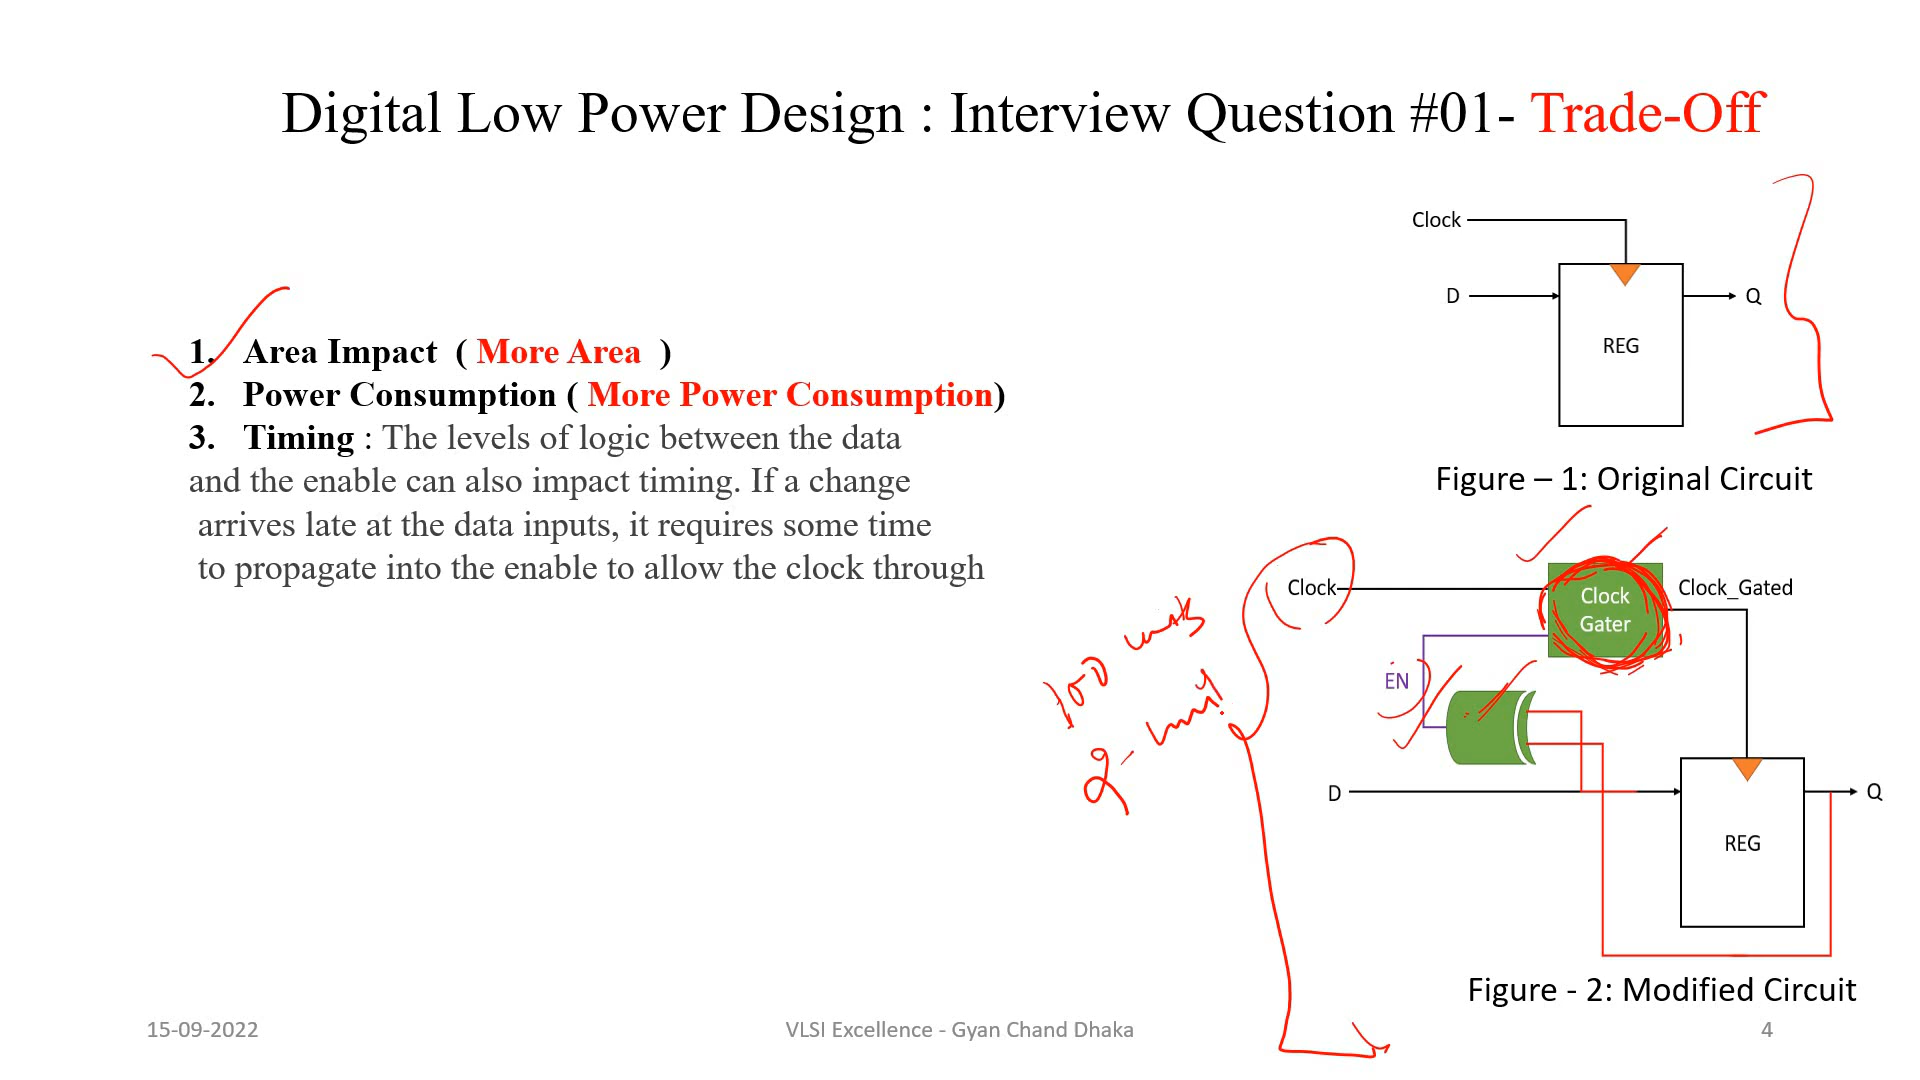 Digital Low Power Design : Interview Question #01- Trade-Off
1. Area Impact ( More Area )
2. Power Consumption ( More Power Consumption)
3. Timing : The levels of logic between the data
and the enable can also impact timing. If a change
arrives late at the data inputs, it requires some time
to propagate into the enable to allow the clock through
Clock
D
Q
REG
Figure – 1: Original Circuit
Clock
Clock
Gater
Clock_Gated
EN
100 units
2-unit
D
Q
REG
Figure - 2: Modified Circuit
15-09-2022
VLSI Excellence - Gyan Chand Dhaka
4